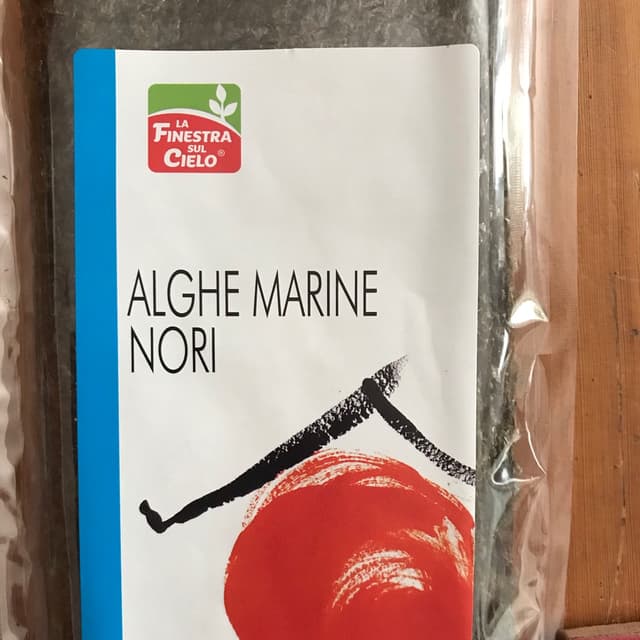 LA
FINESTRA
SUL
CIELO®
ALGHE MARINE
NORI